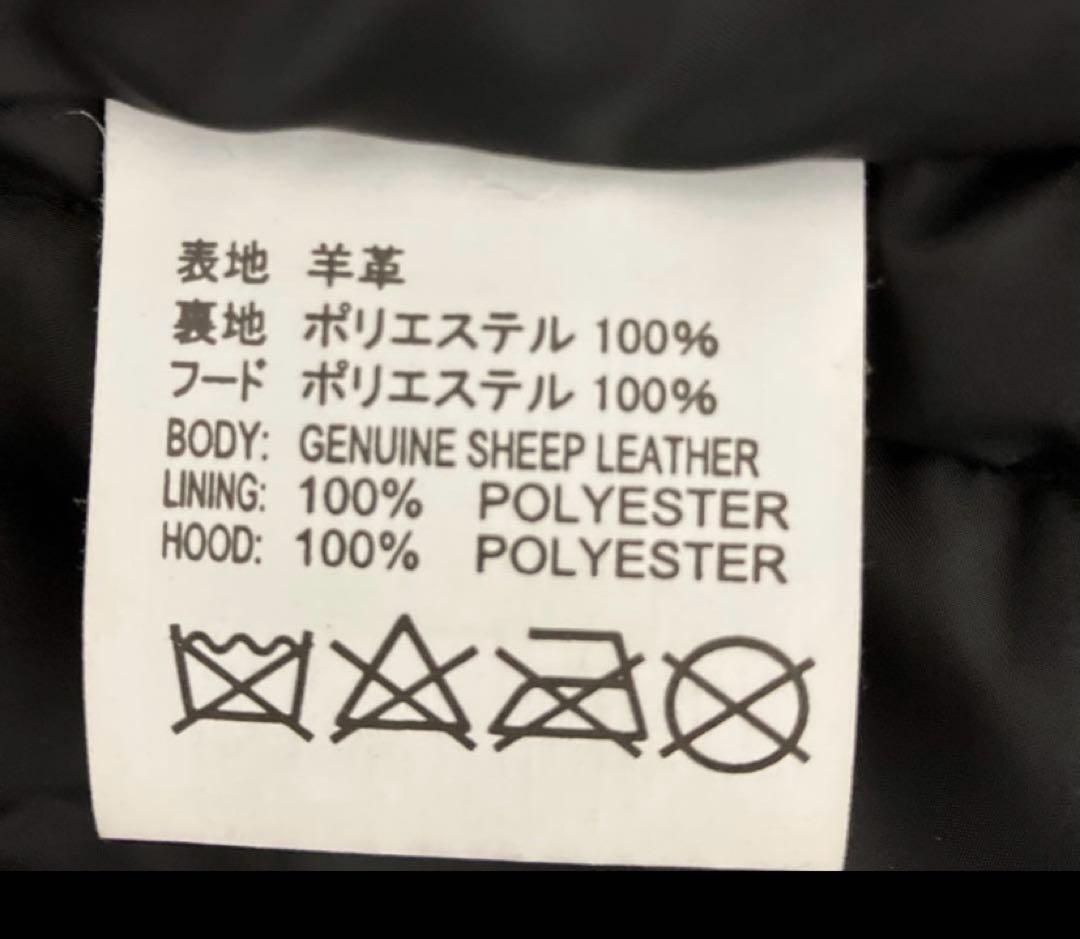 表地 羊革
裏地 ポリエステル 100%
フード ポリエステル 100%
BODY: GENUINE SHEEP LEATHER
LINING: 100% POLYESTER
HOOD: 100% POLYESTER